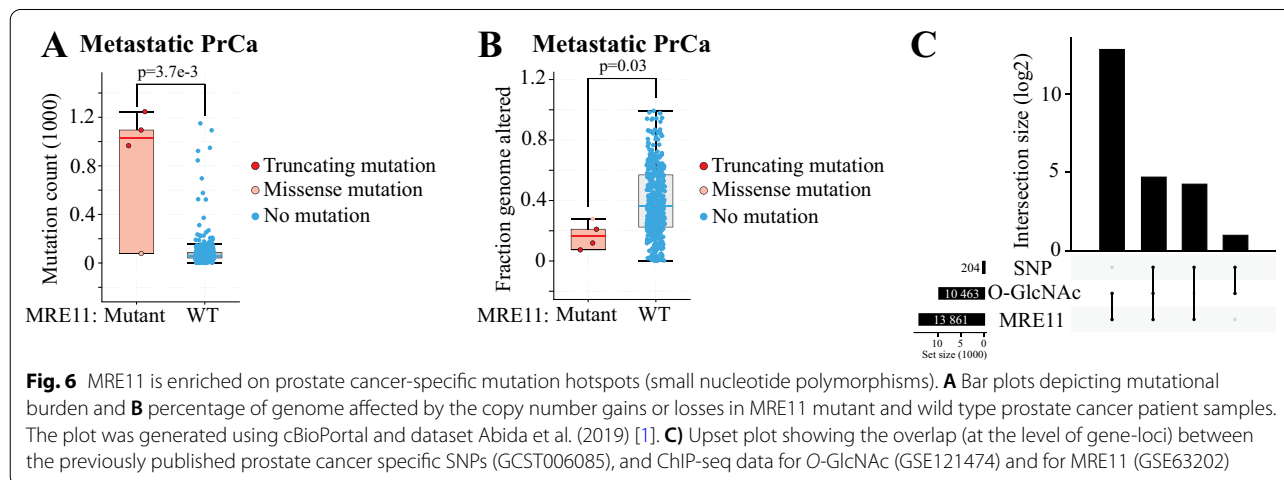 A Metastatic PrCa
p=3.7e-3
Mutation count (1000)
1.2
0.8
0.4
0
MRE11: Mutant WT
Truncating mutation
Missense mutation
No mutation
B Metastatic PrCa
p=0.03
Fraction genome altered
1.2
0.8
0.4
0
MRE11: Mutant WT
Truncating mutation
Missense mutation
No mutation
C
Intersection size (log2)
10
5
0
204 SNP
10 463 O-GlcNAc
13 861 MRE11
10 5 0
Set size (1000)
Fig. 6 MRE11 is enriched on prostate cancer-specific mutation hotspots (small nucleotide polymorphisms). A Bar plots depicting mutational
burden and B percentage of genome affected by the copy number gains or losses in MRE11 mutant and wild type prostate cancer patient samples.
The plot was generated using cBioPortal and dataset Abida et al. (2019) [1]. C) Upset plot showing the overlap (at the level of gene-loci) between
the previously published prostate cancer specific SNPs (GCST006085), and ChIP-seq data for O-GlcNAc (GSE121474) and for MRE11 (GSE63202)